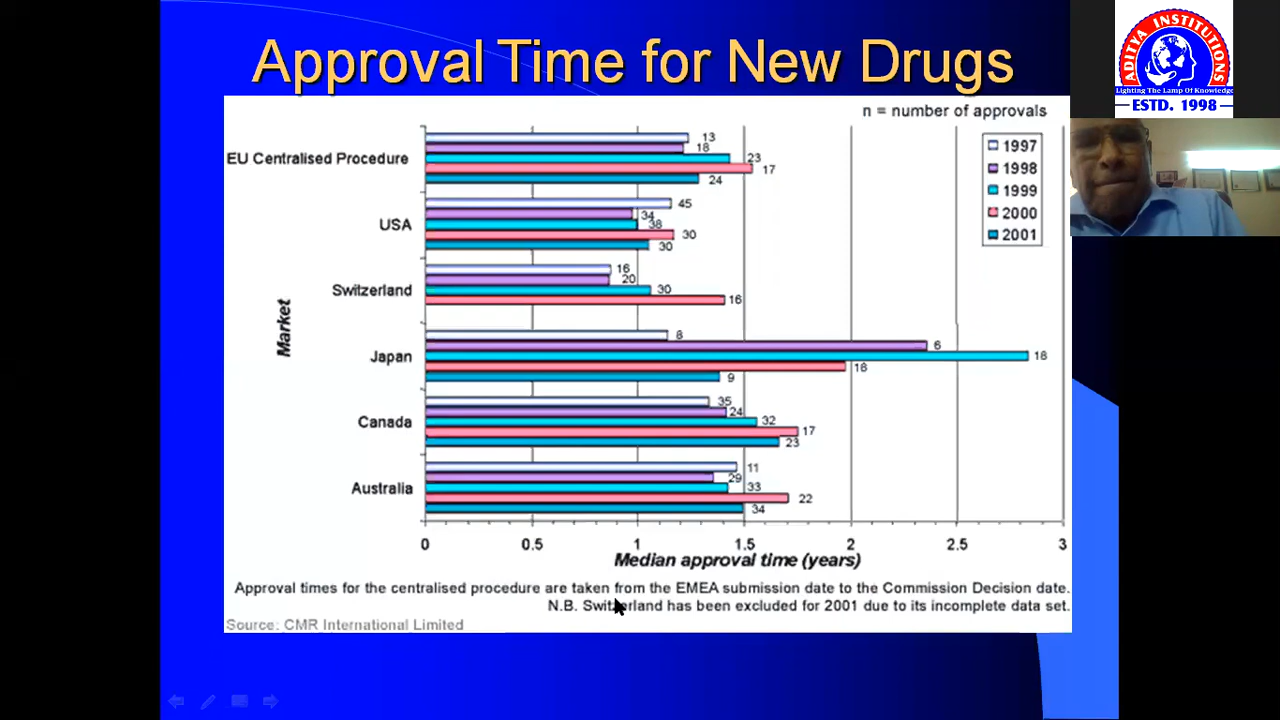 Approval Time for New Drugs
n = number of approvals
1997
1998
1999
2000
2001
EU Centralised Procedure
13
18
23
17
24
USA
45
34
38
30
30
Switzerland
16
20
30
16
Market
Japan
8
6
18
18
9
Canada
35
24
32
17
23
Australia
11
29
33
22
34
0 0.5 1 1.5 2 2.5 3
Median approval time (years)
Approval times for the centralised procedure are taken from the EMEA submission date to the Commission Decision date.
N.B. Switzerland has been excluded for 2001 due to its incomplete data set.
Source: CMR International Limited
ADITYA INSTITUTIONS
Lighting The Lamp Of Knowledge
ESTD. 1998